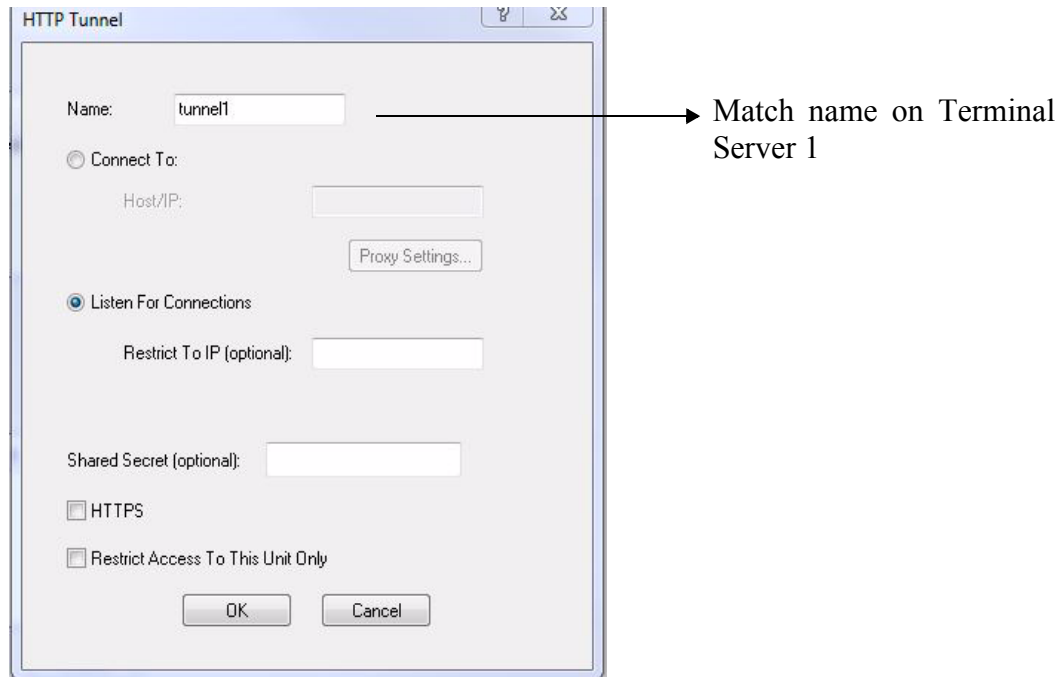 HTTP Tunnel
Name: tunnel1
Match name on Terminal
Server 1
Connect To:
Host/IP:
Proxy Settings...
Listen For Connections
Restrict To IP (optional):
Shared Secret (optional):
HTTPS
Restrict Access To This Unit Only
OK Cancel